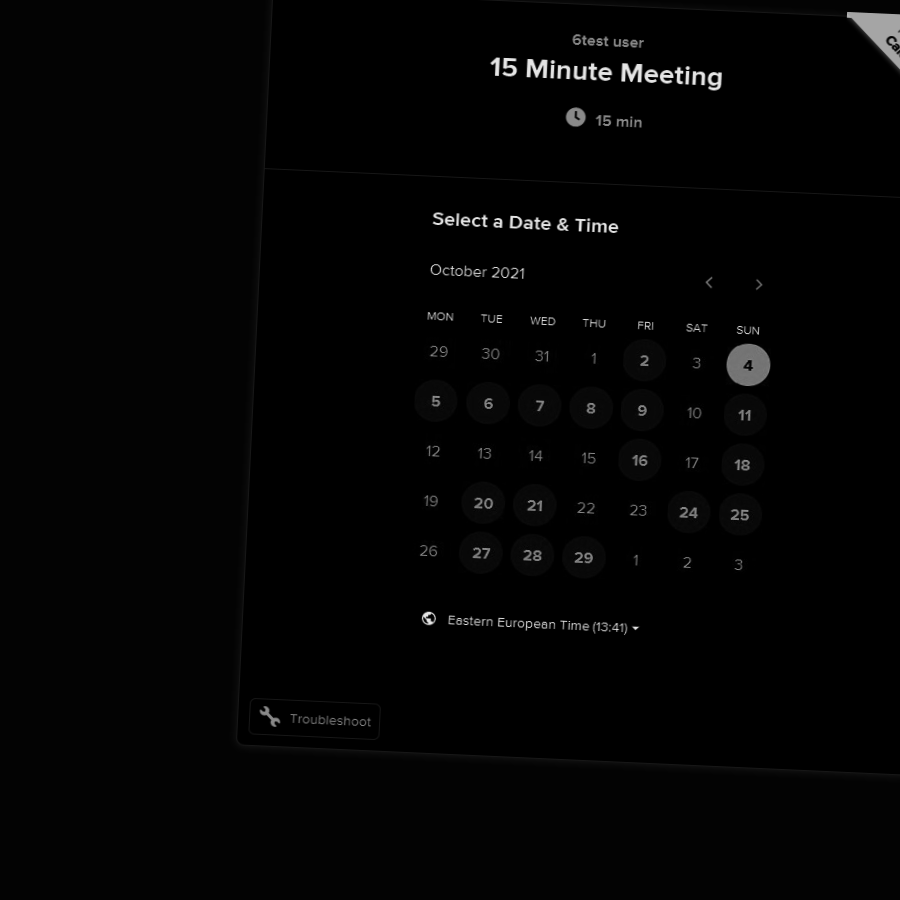 6test user
15 Minute Meeting
15 min
Select a Date & Time
October 2021
MON TUE WED THU FRI SAT SUN
29 30 31 1 2 3 4
5 6 7 8 9 10 11
12 13 14 15 16 17 18
19 20 21 22 23 24 25
26 27 28 29 1 2 3
Eastern European Time (13:41)
Troubleshoot